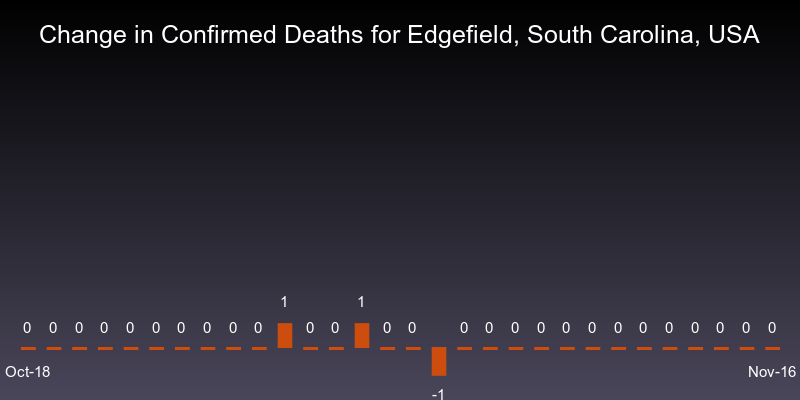 Change in Confirmed Deaths for Edgefield, South Carolina, USA
1 1
0 0 0 0 0 0 0 0 0 0 0 0 0 0 0 0 0 0 0 0 0 0 0 0 0 0 0
Oct-18 Nov-16
-1